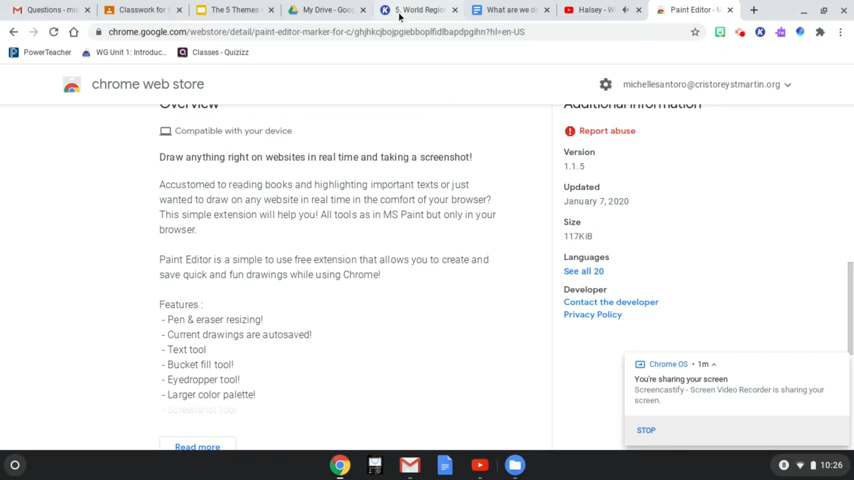 Questions - mic
Classwork for M
The 5 Themes
My Drive - Goog
5. World Region
What are we do
Halsey - W
Paint Editor - M
chrome.google.com/webstore/detail/paint-editor-marker-for-c/ghjhkcjbojpgiebboplfidlbapdpgihn?hl=en-US
PowerTeacher
WG Unit 1: Introduc...
Classes - Quizizz
chrome web store
michellesantoro@cristoreystmartin.org
Overview
Compatible with your device
Draw anything right on websites in real time and taking a screenshot!
Accustomed to reading books and highlighting important texts or just
wanted to draw on any website in real time in the comfort of your browser?
This simple extension will help you! All tools as in MS Paint but only in your
browser.
Paint Editor is a simple to use free extension that allows you to create and
save quick and fun drawings while using Chrome!
Features :
- Pen & eraser resizing!
- Current drawings are autosaved!
- Text tool
- Bucket fill tool!
- Eyedropper tool!
- Larger color palette!
- Screenshot tool
Read more
Additional Information
Report abuse
Version
1.1.5
Updated
January 7, 2020
Size
117KiB
Languages
See all 20
Developer
Contact the developer
Privacy Policy
Chrome OS • 1m
You're sharing your screen
Screencastify - Screen Video Recorder is sharing your
screen.
STOP
8
10:26